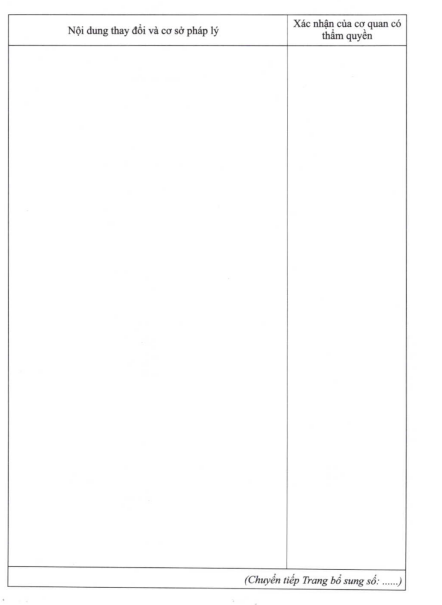 Nội dung thay đổi và cơ sở pháp lý
Xác nhận của cơ quan có
thẩm quyền
(Chuyển tiếp Trang bổ sung số: ......)